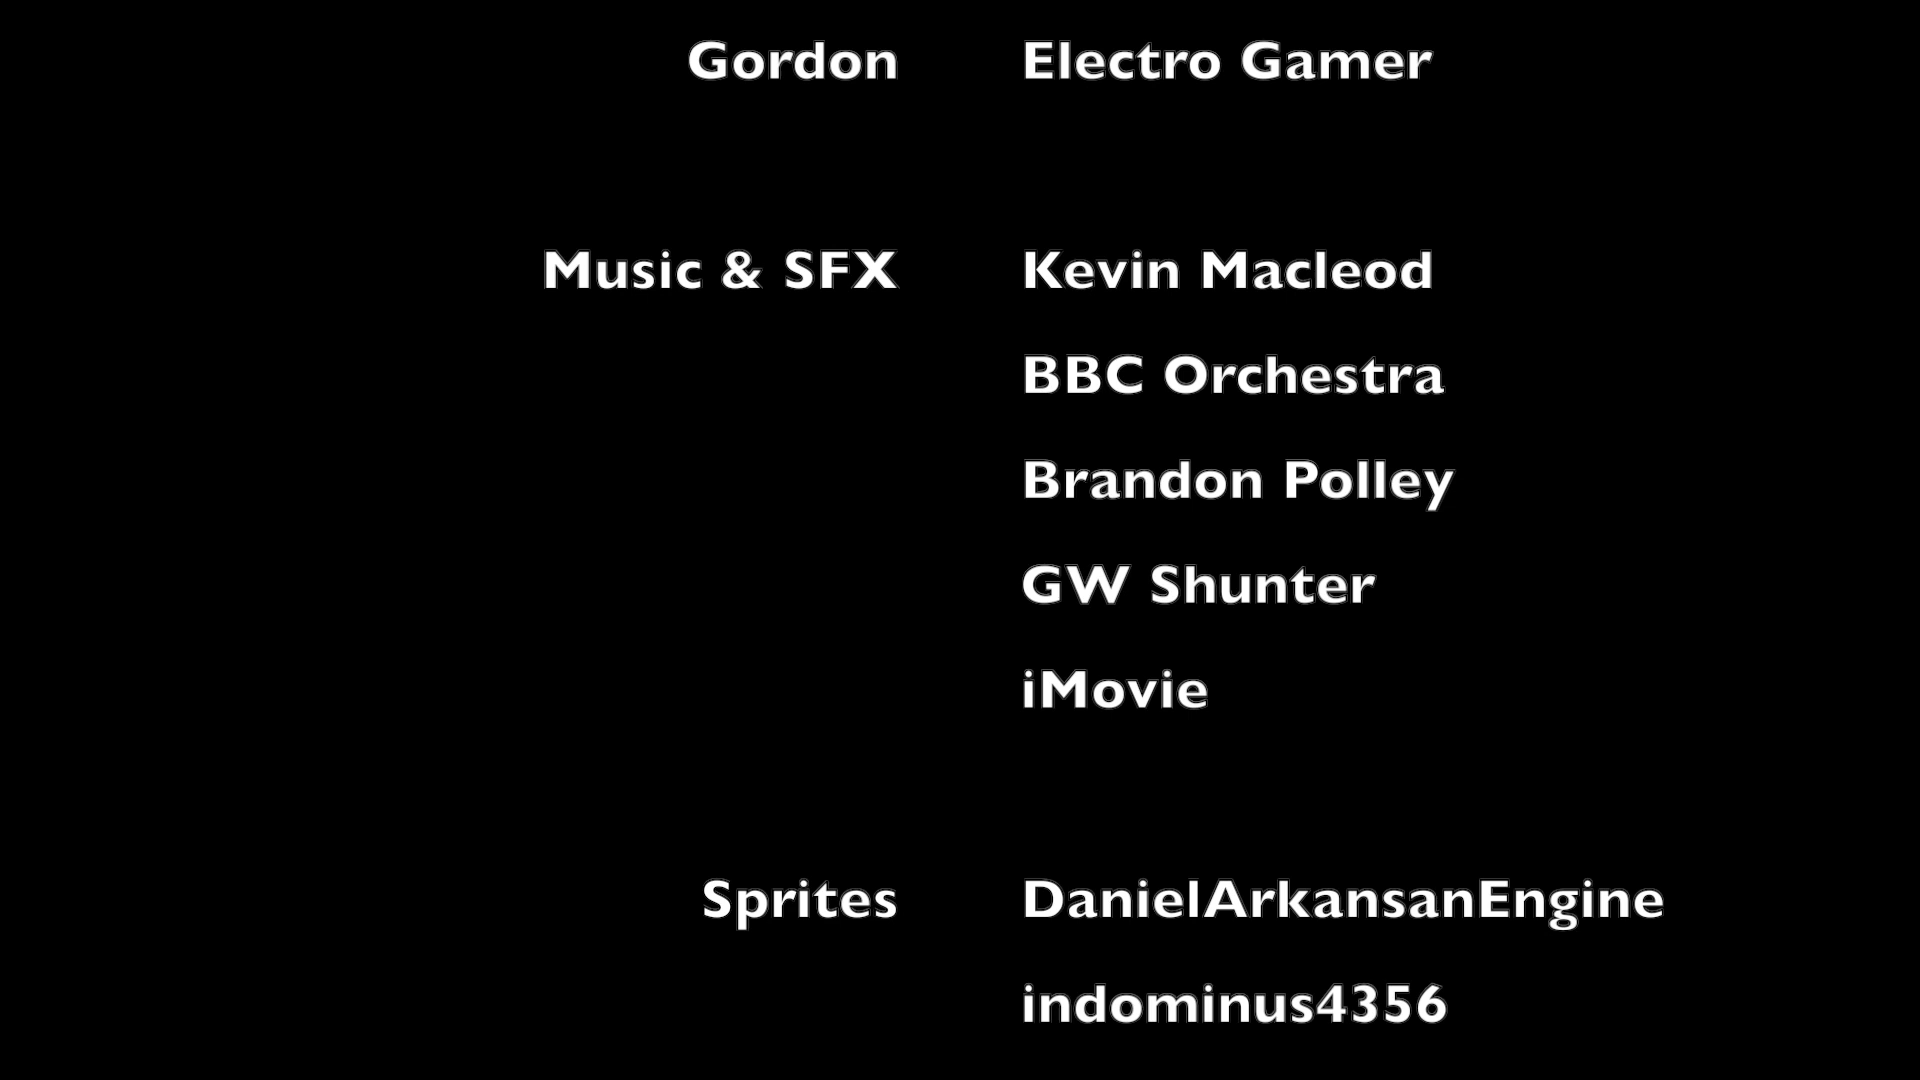 Gordon Electro Gamer
Music & SFX Kevin Macleod
BBC Orchestra
Brandon Polley
GW Shunter
iMovie
Sprites DanielArkansanEngine
indominus4356